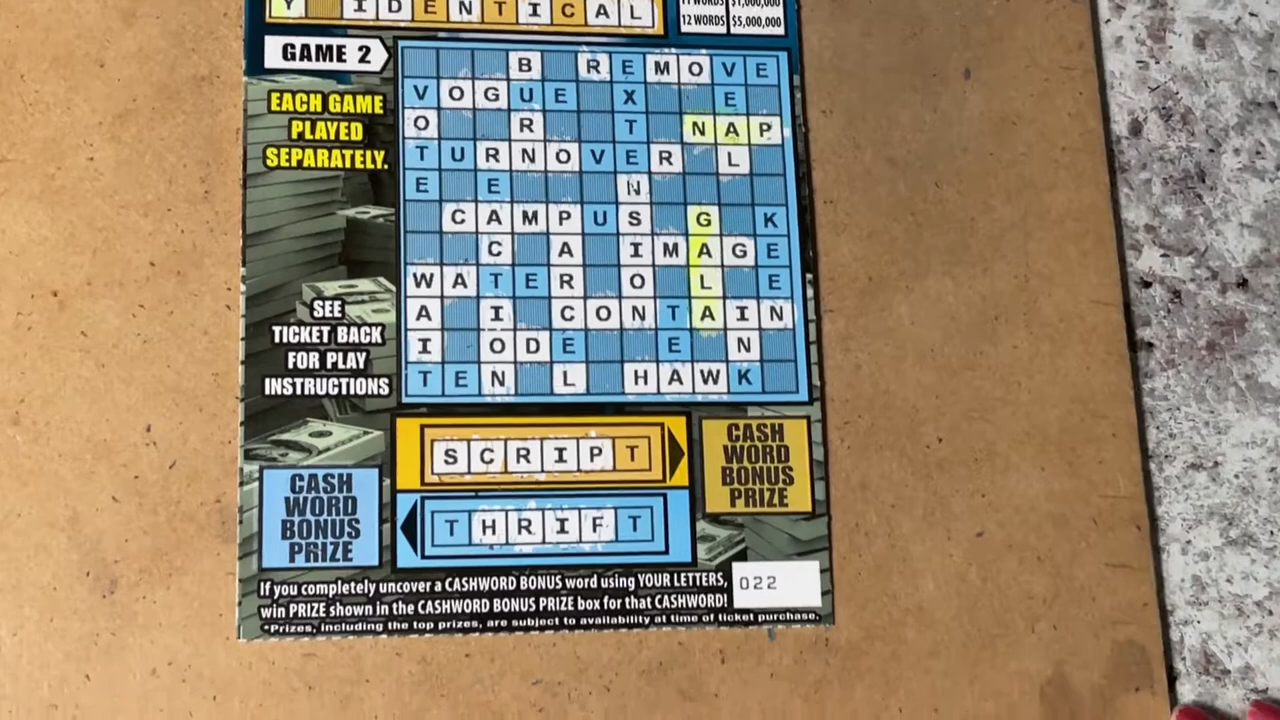 Y IDENTICAL
11 WORDS $1,000,000
12 WORDS $5,000,000
GAME 2
EACH GAME
PLAYED
SEPARATELY.
SEE
TICKET BACK
FOR PLAY
INSTRUCTIONS
B REMOVE
VOGUE X E
O R T NAP
TURNOVER L
E E N
CAMPUS G K
C A IMAGE
WATER O L E
A I CONTAIN
I ODE E N
TEN L HAWK
SCRIPT
CASH
WORD
BONUS
PRIZE
CASH
WORD
BONUS
PRIZE
THRIFT
If you completely uncover a CASHWORD BONUS word using YOUR LETTERS,
win PRIZE shown in the CASHWORD BONUS PRIZE box for that CASHWORD!
022
*Prizes, including the top prizes, are subject to availability at time of ticket purchase.